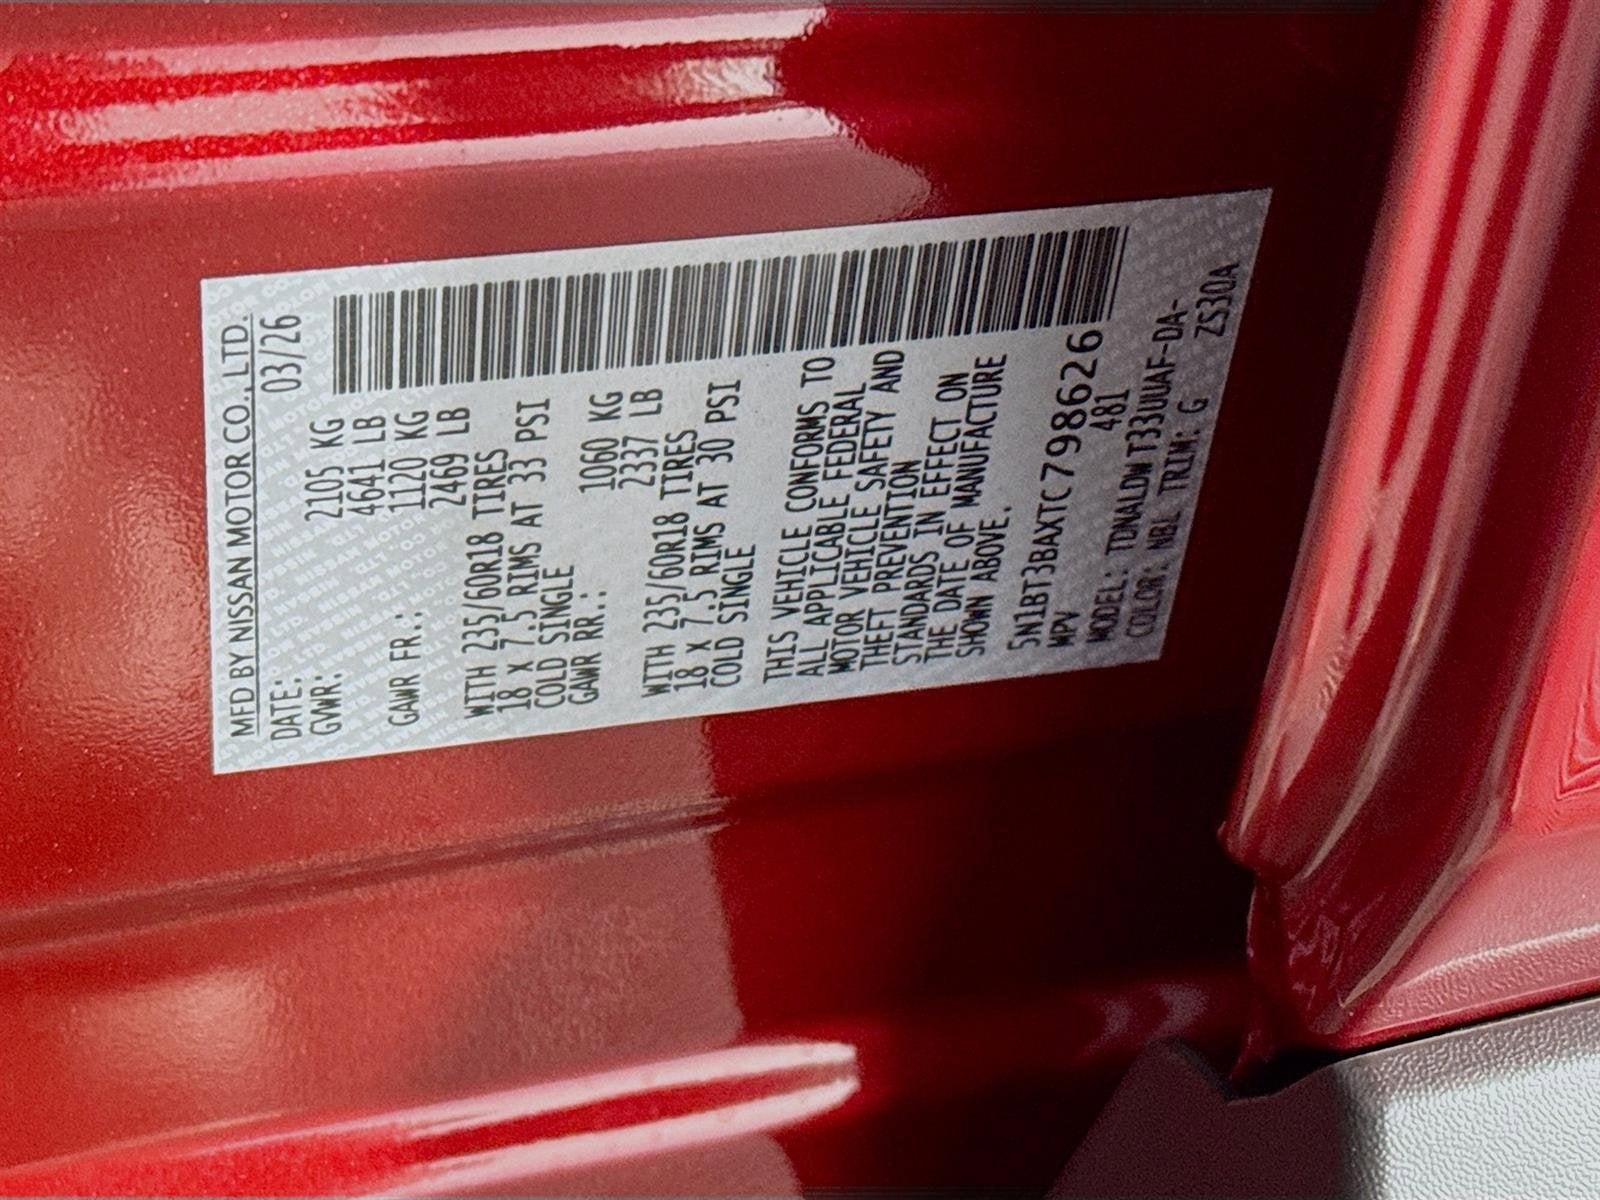 MFD BY NISSAN MOTOR CO., LTD.
DATE: 03/26
GVWR: 2105 KG
4641 LB
GAWR FR.: 1120 KG
2469 LB
WITH 235/60R18 TIRES
18 X 7.5 RIMS AT 33 PSI
COLD SINGLE
GAWR RR.: 1060 KG
2337 LB
WITH 235/60R18 TIRES
18 X 7.5 RIMS AT 30 PSI
COLD SINGLE
THIS VEHICLE CONFORMS TO
ALL APPLICABLE FEDERAL
MOTOR VEHICLE SAFETY AND
THEFT PREVENTION
STANDARDS IN EFFECT ON
THE DATE OF MANUFACTURE
SHOWN ABOVE.
5N1BT3BAXTC798626
MPV 481
MODEL: TDNALDWT33UUAF-DA-
COLOR: NBL TRIM: G ZS30A